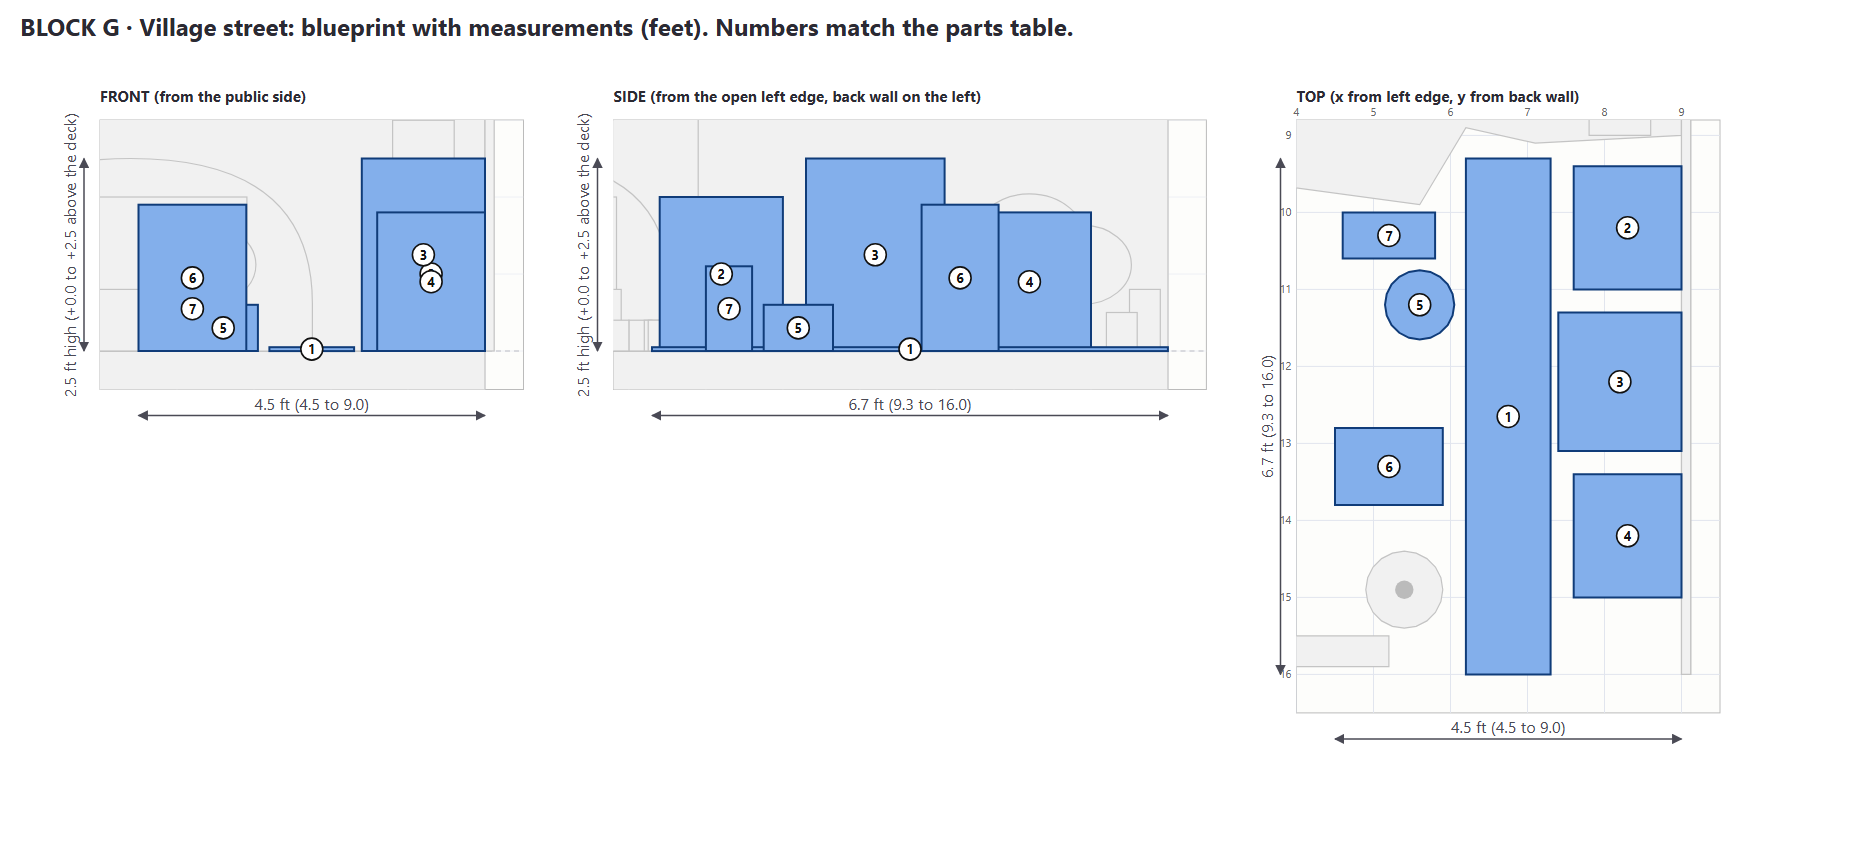 BLOCK G · Village street: blueprint with measurements (feet). Numbers match the parts table.
FRONT (from the public side)
2.5 ft high (+0.0 to +2.5 above the deck)
3
4
6
7
5
1
4.5 ft (4.5 to 9.0)
SIDE (from the open left edge, back wall on the left)
2.5 ft high (+0.0 to +2.5 above the deck)
2
3
6
4
7
5
1
6.7 ft (9.3 to 16.0)
TOP (x from left edge, y from back wall)
4 5 6 7 8 9
9
10
11
12
13
14
15
16
6.7 ft (9.3 to 16.0)
2
7
5
3
1
6
4
4.5 ft (4.5 to 9.0)